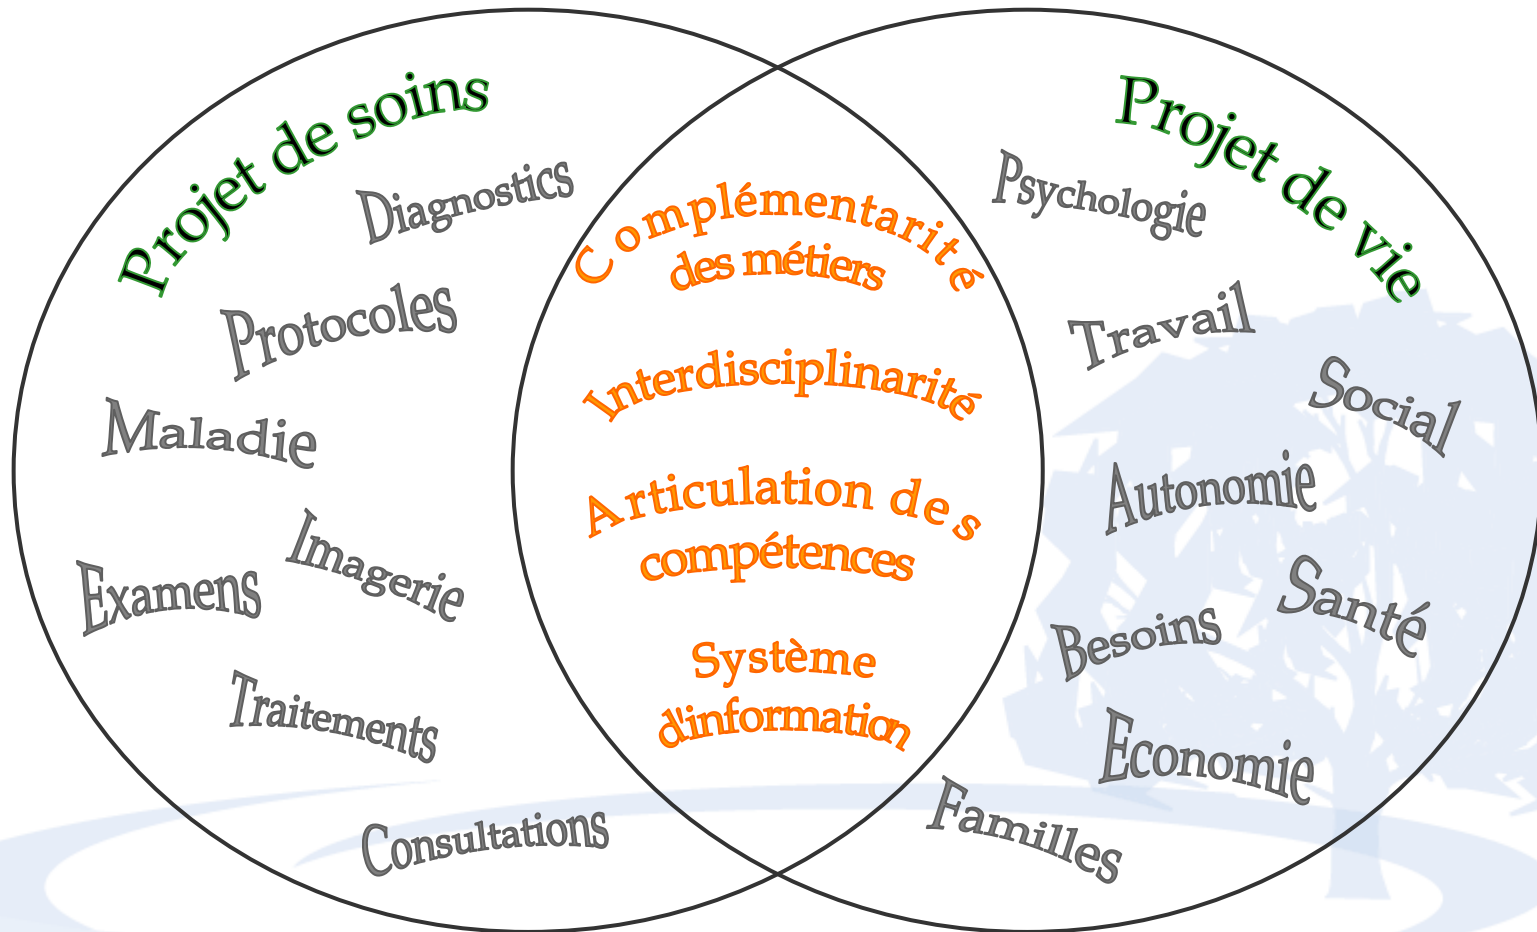 Projet de soins
Diagnostics
Protocoles
Maladie
Imagerie
Examens
Traitements
Consultations
Complémentarité
des métiers
Interdisciplinarité
Articulation des
compétences
Système
d'information
Projet de vie
Psychologie
Travail
Social
Autonomie
Santé
Besoins
Economie
Familles